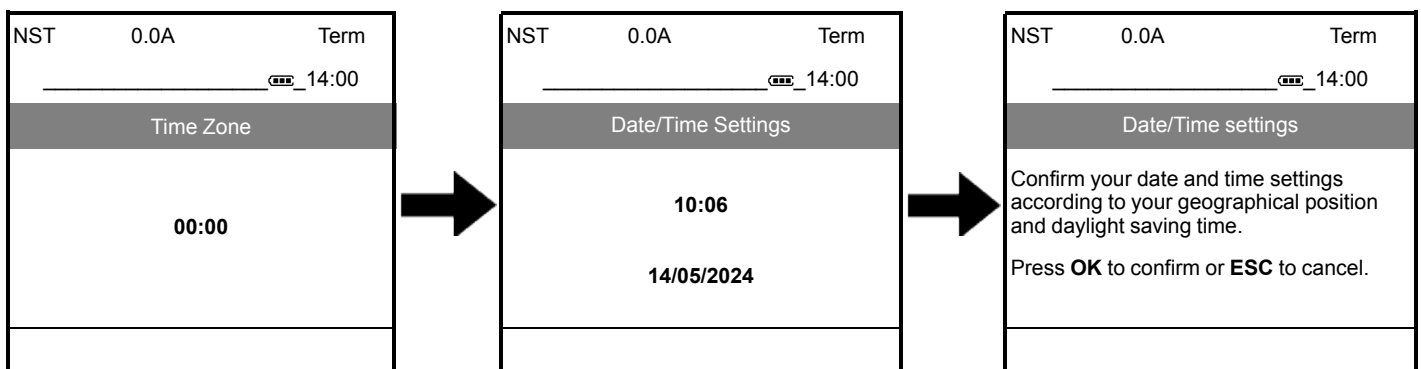 NST 0.0A Term
14:00
Time Zone
00:00
NST 0.0A Term
14:00
Date/Time Settings
10:06
14/05/2024
NST 0.0A Term
14:00
Date/Time settings
Confirm your date and time settings
according to your geographical position
and daylight saving time.
Press OK to confirm or ESC to cancel.